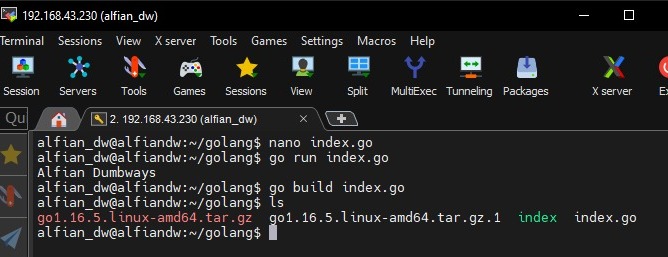 192.168.43.230 (alfian_dw)
Terminal Sessions View X server Tools Games Settings Macros Help
Session Servers Tools Games Sessions View Split MultiExec Tunneling Packages X server
Qu 2. 192.168.43.230 (alfian_dw)
alfian_dw@alfiandw:~/golang$ nano index.go
alfian_dw@alfiandw:~/golang$ go run index.go
Alfian Dumbways
alfian_dw@alfiandw:~/golang$ go build index.go
alfian_dw@alfiandw:~/golang$ ls
go1.16.5.linux-amd64.tar.gz go1.16.5.linux-amd64.tar.gz.1 index index.go
alfian_dw@alfiandw:~/golang$